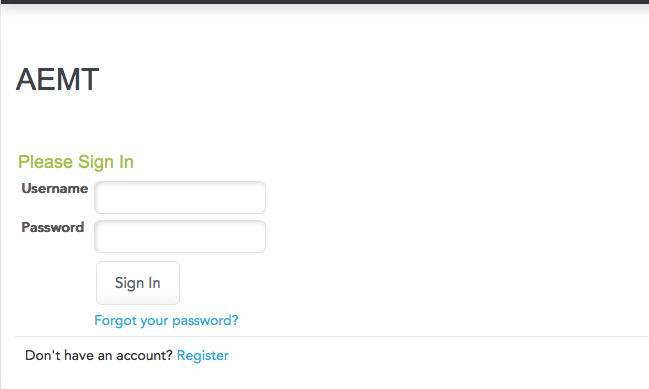 AEMT
Please Sign In
Username
Password
Sign In
Forgot your password?
Don't have an account? Register